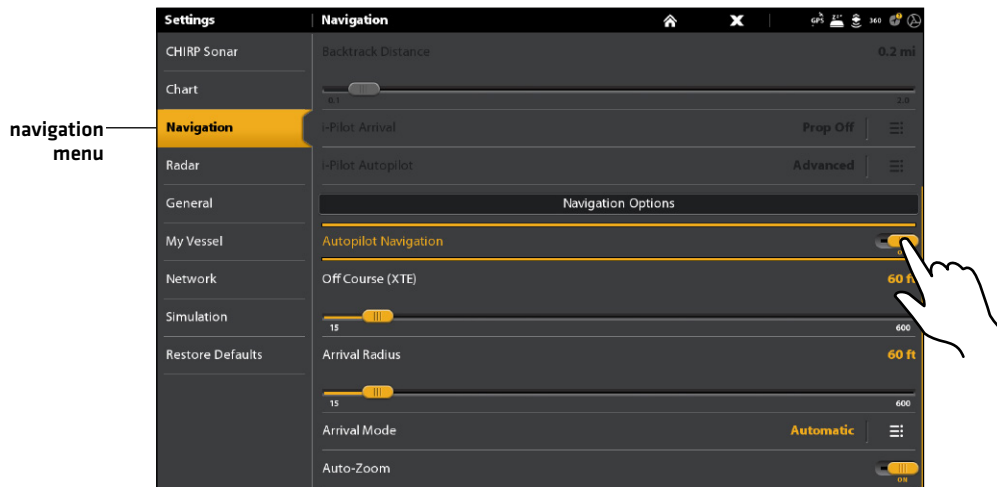 Settings
Navigation
GPS 360
CHIRP Sonar
Backtrack Distance 0.2 mi
Chart
0.1 2.0
navigation
menu
Navigation
i-Pilot Arrival Prop Off
Radar
i-Pilot Autopilot Advanced
General
Navigation Options
My Vessel
Autopilot Navigation
Network
Off Course (XTE) 60 ft
Simulation
15 600
Restore Defaults
Arrival Radius 60 ft
15 600
Arrival Mode Automatic
Auto-Zoom
ON